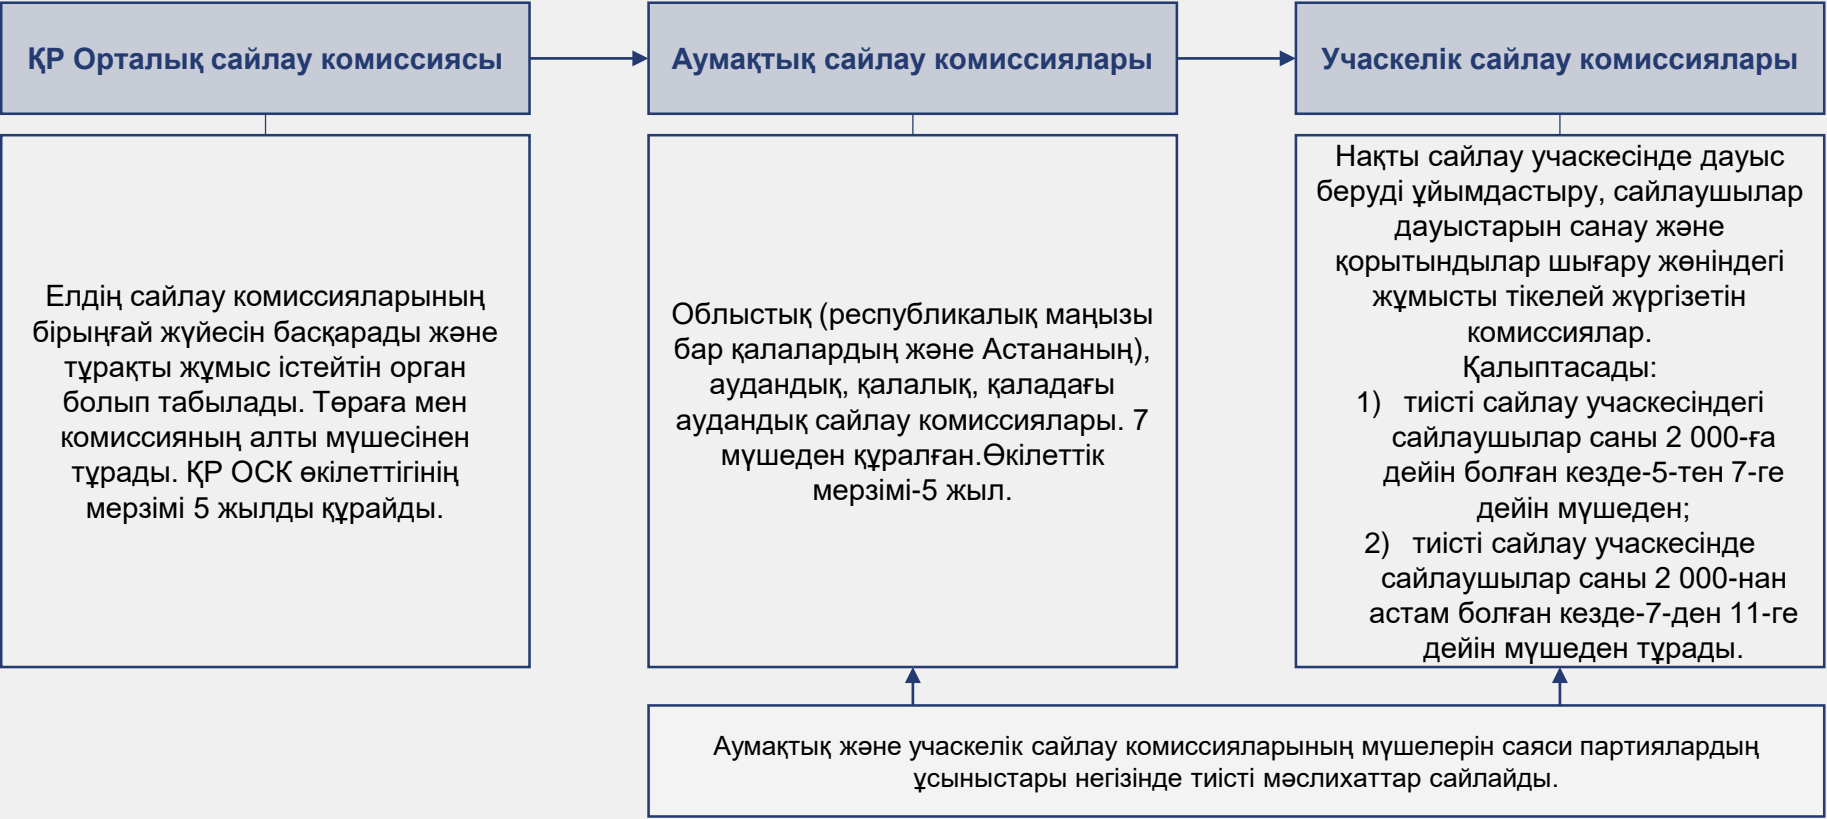 ҚР Орталық сайлау комиссиясы
Аумақтық сайлау комиссиялары
Учаскелік сайлау комиссиялары
Елдің сайлау комиссияларының
бірыңғай жүйесін басқарады және
тұрақты жұмыс істейтін орган
болып табылады. Төраға мен
комиссияның алты мүшесінен
тұрады. ҚР ОСК өкілеттігінің
мерзімі 5 жылды құрайды.
Облыстық (республикалық маңызы
бар қалалардың және Астананың),
аудандық, қалалық, қаладағы
аудандық сайлау комиссиялары. 7
мүшеден құралған.Өкілеттік
мерзімі-5 жыл.
Нақты сайлау учаскесінде дауыс
беруді ұйымдастыру, сайлаушылар
дауыстарын санау және
қорытындылар шығару жөніндегі
жұмысты тікелей жүргізетін
комиссиялар.
Қалыптасады:
1) тиісті сайлау учаскесіндегі
сайлаушылар саны 2 000-ға
дейін болған кезде-5-тен 7-ге
дейін мүшеден;
2) тиісті сайлау учаскесінде
сайлаушылар саны 2 000-нан
астам болған кезде-7-ден 11-ге
дейін мүшеден тұрады.
Аумақтық және учаскелік сайлау комиссияларының мүшелерін саяси партиялардың
ұсыныстары негізінде тиісті мәслихаттар сайлайды.